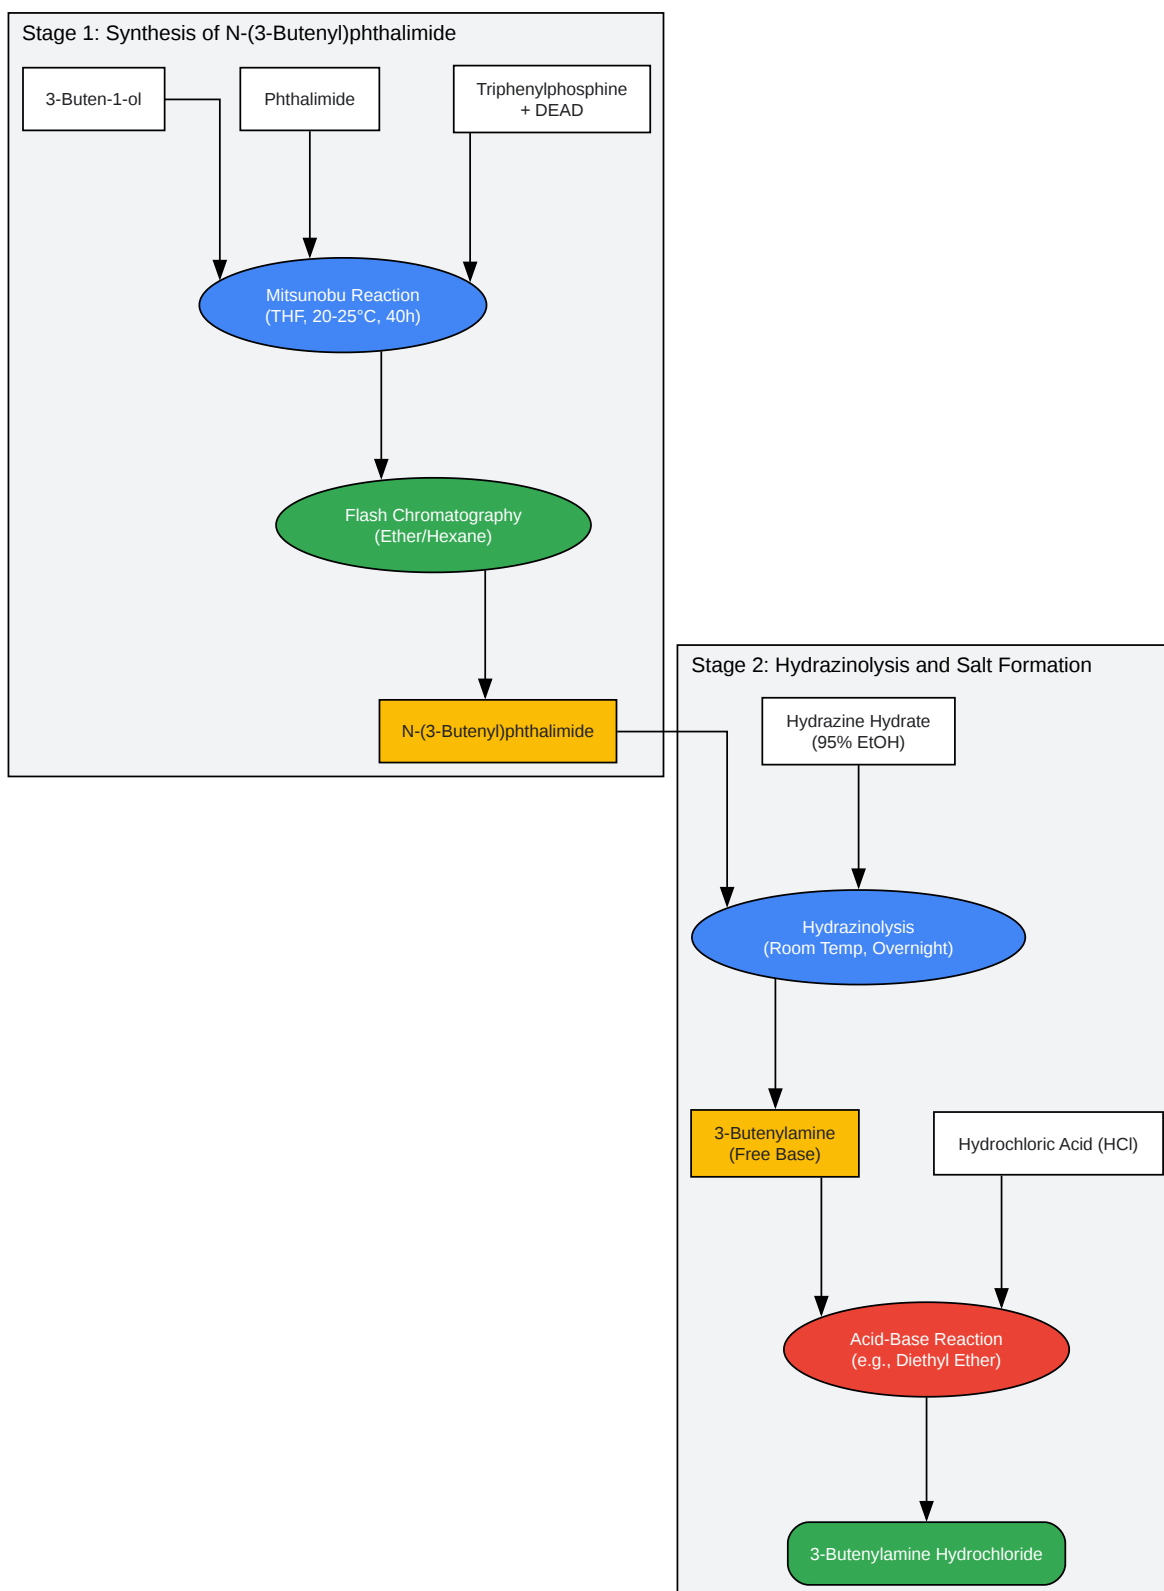 Stage 1: Synthesis of N-(3-Butenyl)phthalimide
3-Buten-1-ol
Phthalimide
Triphenylphosphine
+ DEAD
Mitsunobu Reaction
(THF, 20-25°C, 40h)
Flash Chromatography
(Ether/Hexane)
N-(3-Butenyl)phthalimide
Stage 2: Hydrazinolysis and Salt Formation
Hydrazine Hydrate
(95% EtOH)
Hydrazinolysis
(Room Temp, Overnight)
3-Butenylamine
(Free Base)
Hydrochloric Acid (HCl)
Acid-Base Reaction
(e.g., Diethyl Ether)
3-Butenylamine Hydrochloride